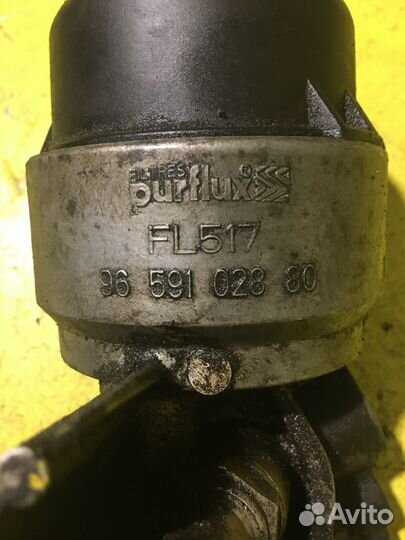 FILTRES
purflux®
FL517
96 591 028 80
Avito